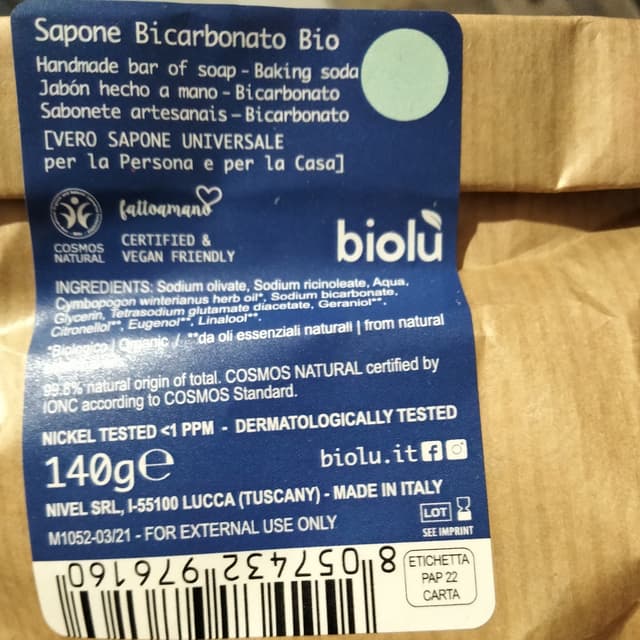 Sapone Bicarbonato Bio
Handmade bar of soap - Baking soda
Jabón hecho a mano - Bicarbonato
Sabonete artesanais - Bicarbonato
[VERO SAPONE UNIVERSALE
per la Persona e per la Casa]
COSMOS
NATURAL
fattoamano
CERTIFIED &
VEGAN FRIENDLY
biolù
INGREDIENTS: Sodium olivate, Sodium ricinoleate, Aqua,
Cymbopogon winterianus herb oil*, Sodium bicarbonate,
Glycerin, Tetrasodium glutamate diacetate, Geraniol**,
Citronellol**, Eugenol**, Linalool**.
*Biologico | Organic / **da oli essenziali naturali | from natural
99.8% natural origin of total. COSMOS NATURAL certified by
IONC according to COSMOS Standard.
NICKEL TESTED <1 PPM - DERMATOLOGICALLY TESTED
140g℮
biolu.it
NIVEL SRL, I-55100 LUCCA (TUSCANY) - MADE IN ITALY
M1052-03/21 - FOR EXTERNAL USE ONLY
LOT
SEE IMPRINT
8 057432 976160
ETICHETTA
PAP 22
CARTA